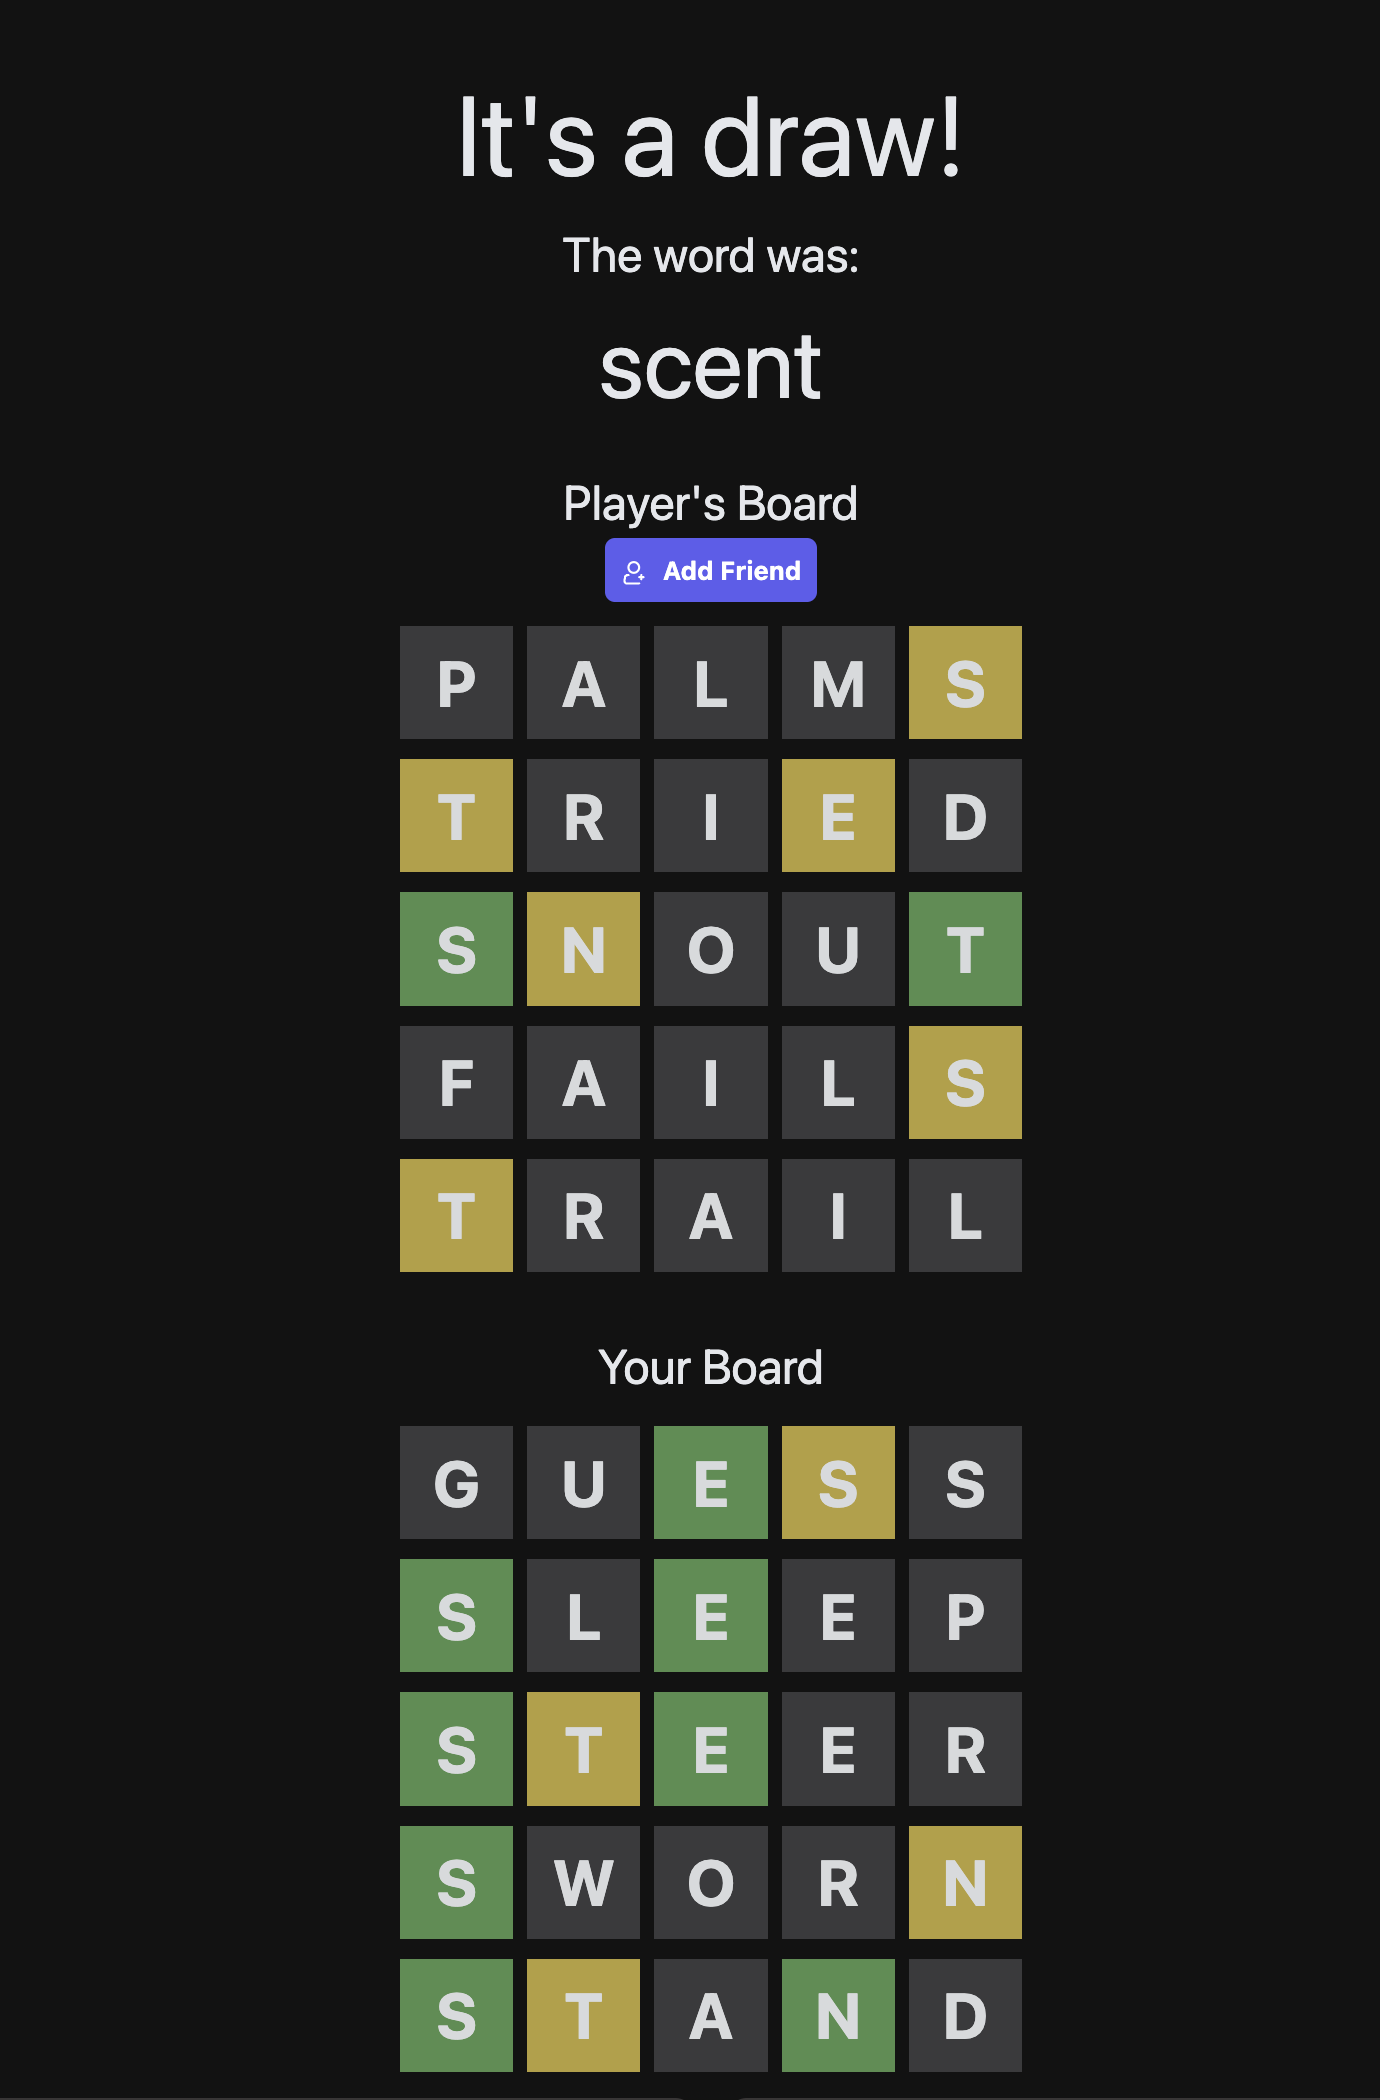 It's a draw!
The word was:
scent
Player's Board
Add Friend
P A L M S
T R I E D
S N O U T
F A I L S
T R A I L
Your Board
G U E S S
S L E E P
S T E E R
S W O R N
S T A N D